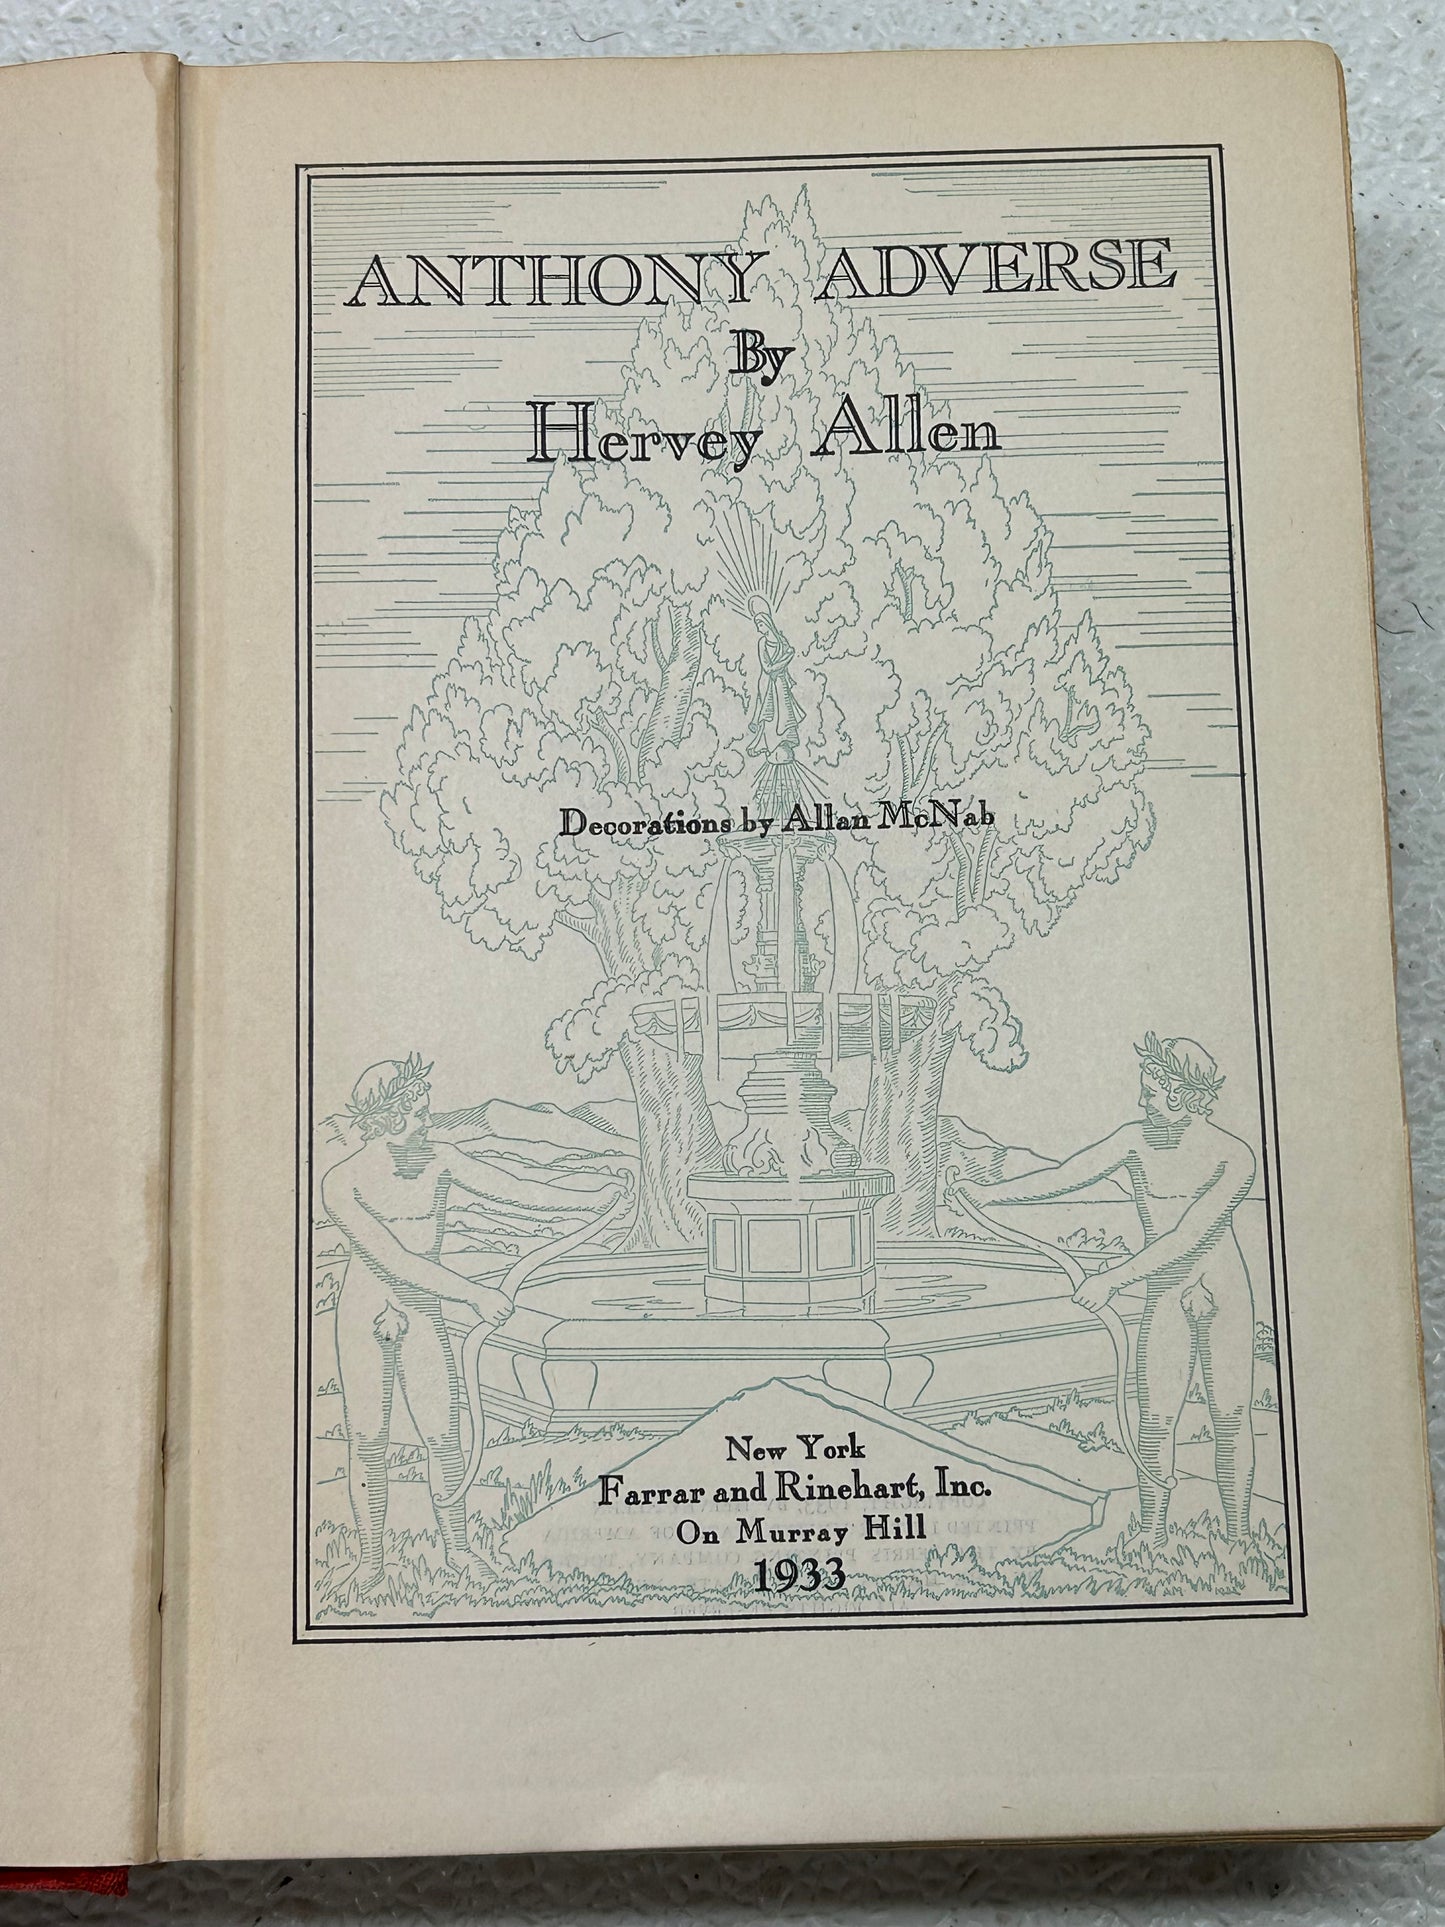 ANTHONY ADVERSE
By
Hervey Allen
Decorations by Allan McNab
New York
Farrar and Rinehart, Inc.
On Murray Hill
1933